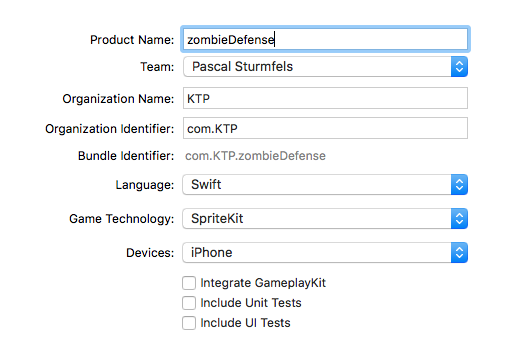 Product Name: zombieDefense
Team: Pascal Sturmfels
Organization Name: KTP
Organization Identifier: com.KTP
Bundle Identifier: com.KTP.zombieDefense
Language: Swift
Game Technology: SpriteKit
Devices: iPhone
Integrate GameplayKit
Include Unit Tests
Include UI Tests